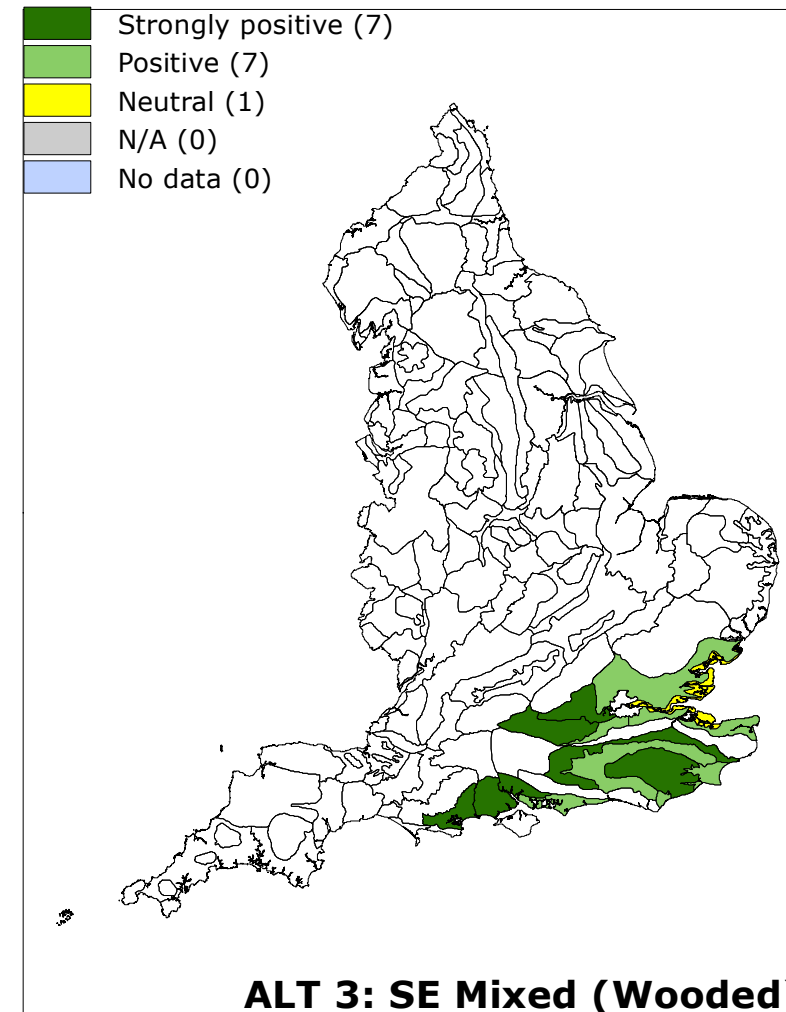 Strongly positive (7)
Positive (7)
Neutral (1)
N/A (0)
No data (0)
ALT 3: SE Mixed (Wooded)